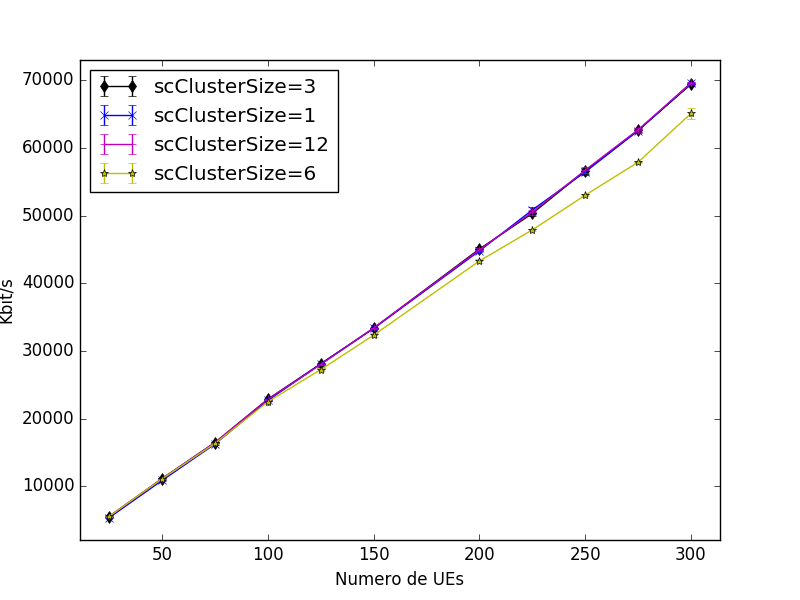 70000
60000
50000
40000
30000
20000
10000
Kbit/s
scClusterSize=3
scClusterSize=1
scClusterSize=12
scClusterSize=6
50 100 150 200 250 300
Numero de UEs